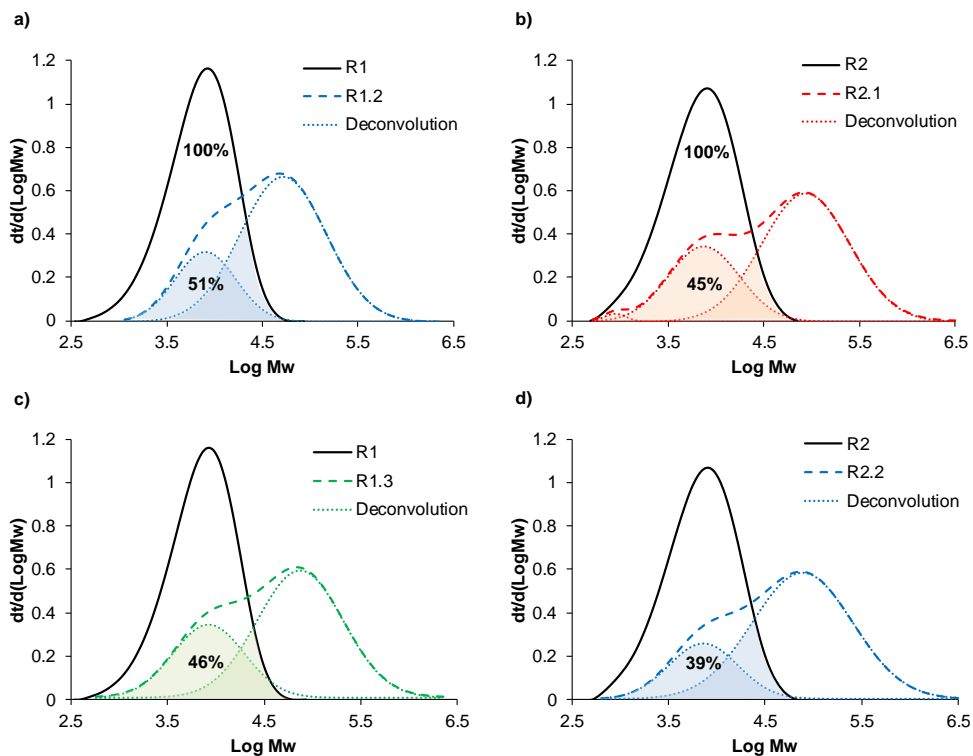 a)
1.2
1
0.8
0.6
0.4
0.2
0
dt/d(LogMw)
2.5 3.5 4.5 5.5 6.5
Log Mw
R1
R1.2
Deconvolution
100%
51%
b)
1.2
1
0.8
0.6
0.4
0.2
0
dt/d(LogMw)
2.5 3.5 4.5 5.5 6.5
Log Mw
R2
R2.1
Deconvolution
100%
45%
c)
1.2
1
0.8
0.6
0.4
0.2
0
dt/d(LogMw)
2.5 3.5 4.5 5.5 6.5
Log Mw
R1
R1.3
Deconvolution
46%
d)
1.2
1
0.8
0.6
0.4
0.2
0
dt/d(LogMw)
2.5 3.5 4.5 5.5 6.5
Log Mw
R2
R2.2
Deconvolution
39%